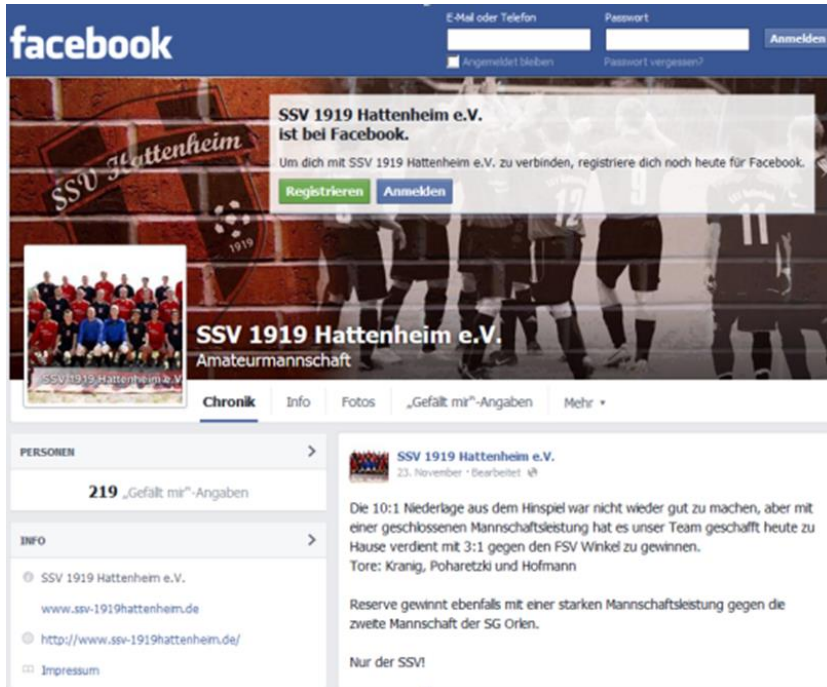 E-Mail oder Telefon
Passwort
facebook
Anmelden
Angemeldet bleiben
Passwort vergessen?
SSV Hattenheim
1919
SSV 1919 Hattenheim e.V.
ist bei Facebook.
Um dich mit SSV 1919 Hattenheim e.V. zu verbinden, registriere dich noch heute für Facebook.
Registrieren
Anmelden
12
9
11
SSV 1919 Hattenheim e.V.
SSV 1919 Hattenheim e.V.
Amateurmannschaft
Chronik
Info
Fotos
„Gefällt mir"-Angaben
Mehr
PERSONEN
219 „Gefällt mir"-Angaben
INFO
SSV 1919 Hattenheim e.V.
www.ssv-1919hattenheim.de
http://www.ssv-1919hattenheim.de/
Impressum
SSV 1919 Hattenheim e.V.
23. November · Bearbeitet
Die 10:1 Niederlage aus dem Hinspiel war nicht wieder gut zu machen, aber mit
einer geschlossenen Mannschaftsleistung hat es unser Team geschafft heute zu
Hause verdient mit 3:1 gegen den FSV Winkel zu gewinnen.
Tore: Kranig, Poharetzki und Hofmann
Reserve gewinnt ebenfalls mit einer starken Mannschaftsleistung gegen die
zweite Mannschaft der SG Orlen.
Nur der SSV!